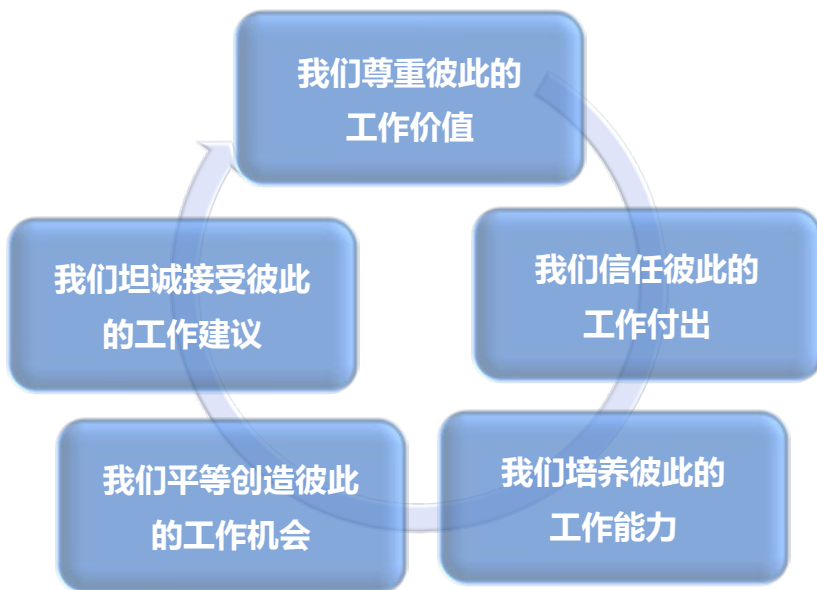 我们尊重彼此的
工作价值
我们信任彼此的
工作付出
我们培养彼此的
工作能力
我们平等创造彼此
的工作机会
我们坦诚接受彼此
的工作建议